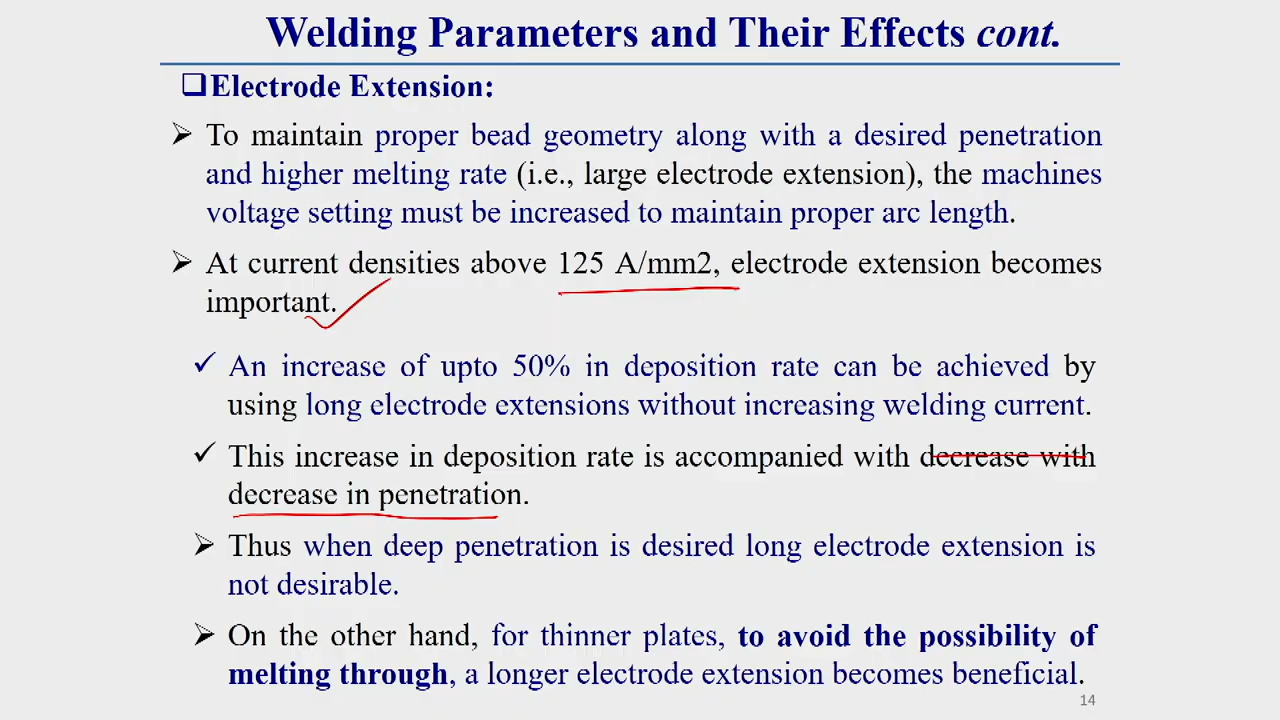 Welding Parameters and Their Effects cont.
❑Electrode Extension:
➢ To maintain proper bead geometry along with a desired penetration
and higher melting rate (i.e., large electrode extension), the machines
voltage setting must be increased to maintain proper arc length.
➢ At current densities above 125 A/mm2, electrode extension becomes
important.
✓ An increase of upto 50% in deposition rate can be achieved by
using long electrode extensions without increasing welding current.
✓ This increase in deposition rate is accompanied with decrease with
decrease in penetration.
➢ Thus when deep penetration is desired long electrode extension is
not desirable.
➢ On the other hand, for thinner plates, to avoid the possibility of
melting through, a longer electrode extension becomes beneficial.
14